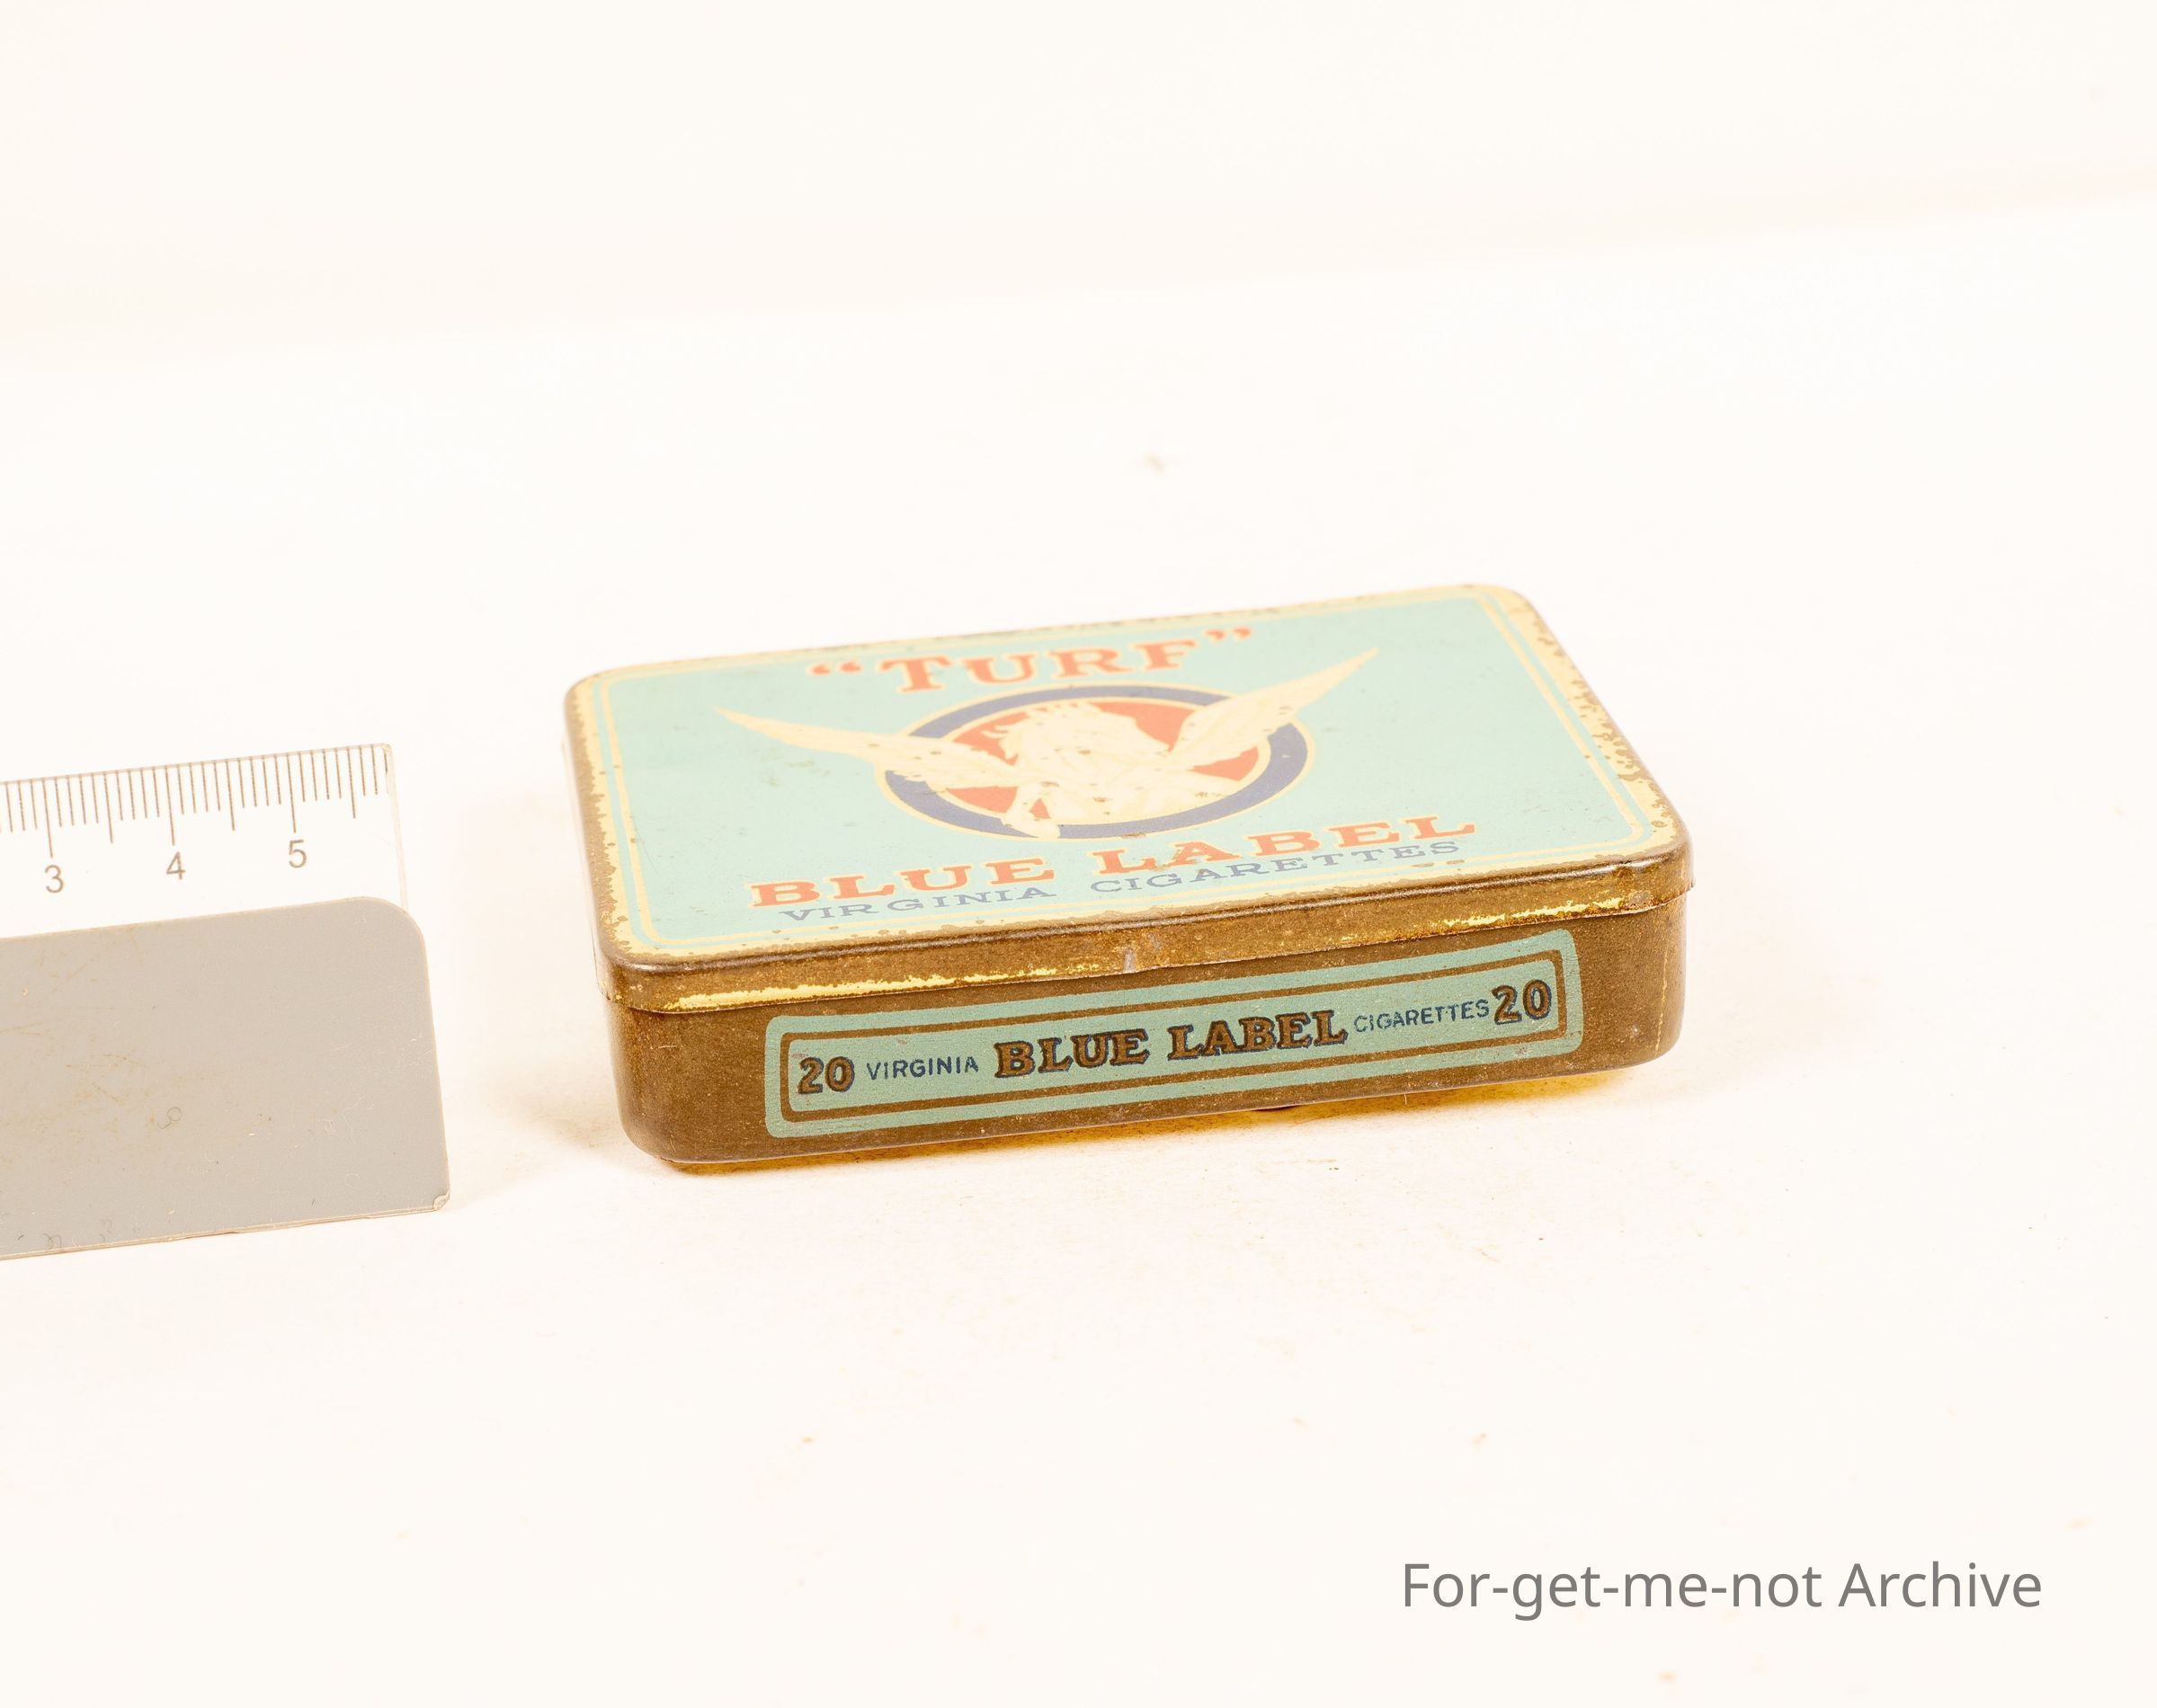 “TURF”
BLUE LABEL
VIRGINIA CIGARETTES
20 VIRGINIA BLUE LABEL CIGARETTES 20
3 4 5
For-get-me-not Archive